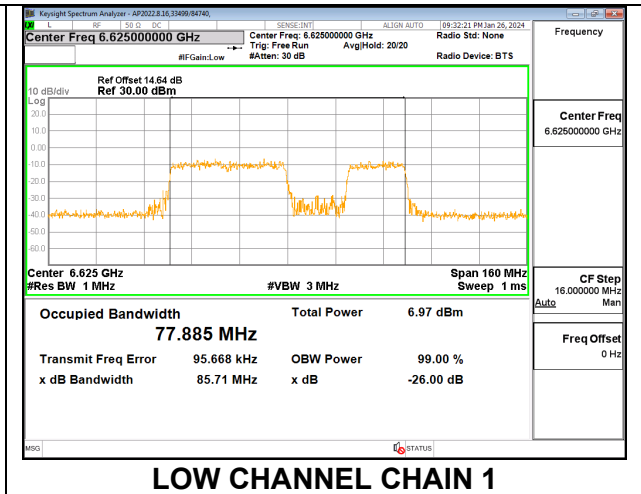 Keysight Spectrum Analyzer - AP2022.8.16,33499/84740,
L RF 50 Ω DC SENSE:INT ALIGN AUTO 09:32:21 PM Jan 26, 2024
Center Freq 6.625000000 GHz
Center Freq: 6.625000000 GHz
Radio Std: None
Trig: Free Run Avg|Hold: 20/20
#IFGain:Low #Atten: 30 dB Radio Device: BTS
Frequency
Ref Offset 14.64 dB
10 dB/div Ref 30.00 dBm
Log
20.0
10.0
0.00
-10.0
-20.0
-30.0
-40.0
-50.0
-60.0
Center 6.625 GHz Span 160 MHz
#Res BW 1 MHz #VBW 3 MHz Sweep 1 ms
Occupied Bandwidth Total Power 6.97 dBm
77.885 MHz
Transmit Freq Error 95.668 kHz OBW Power 99.00 %
x dB Bandwidth 85.71 MHz x dB -26.00 dB
Center Freq
6.625000000 GHz
CF Step
16.000000 MHz
Auto Man
Freq Offset
0 Hz
MSG STATUS
LOW CHANNEL CHAIN 1